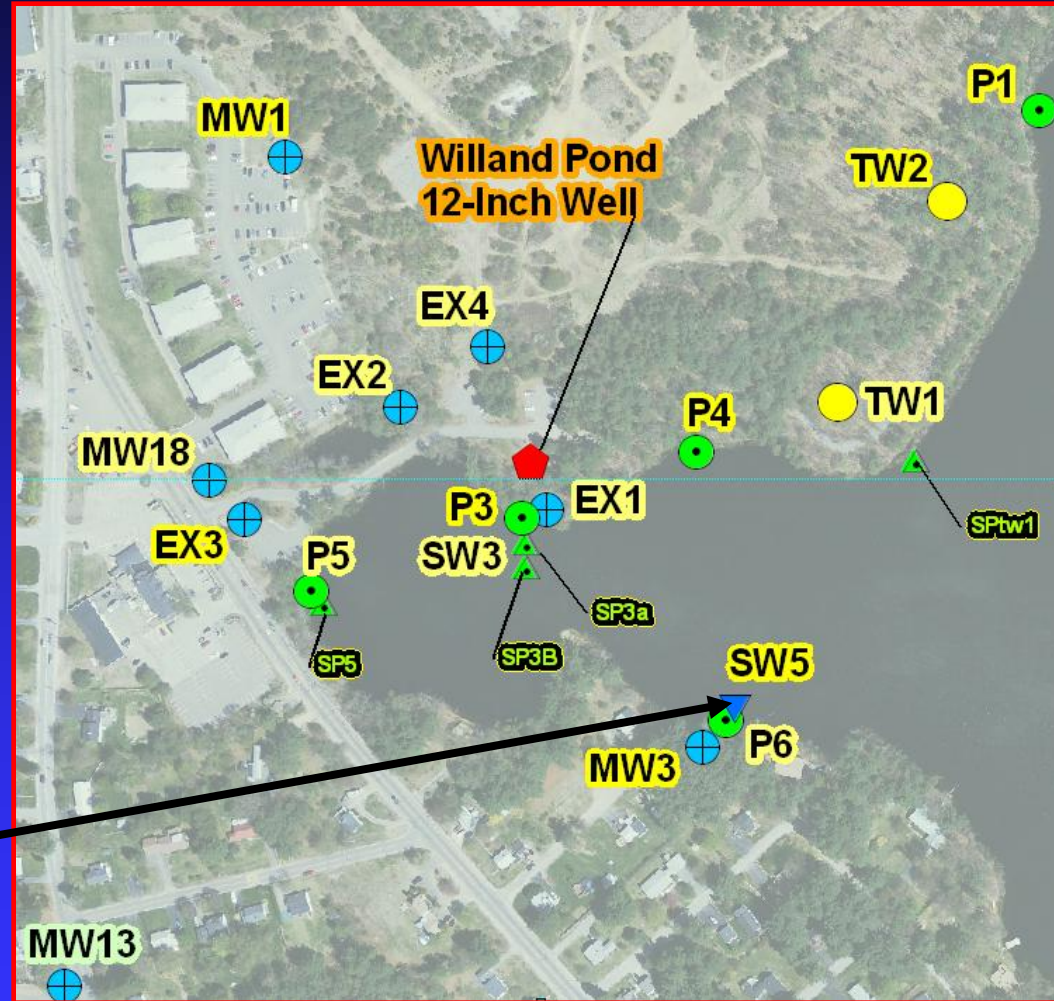 P1
MW1
Willand Pond
12-Inch Well
TW2
EX4
EX2
TW1
P4
MW18
EX1
P3
SPtw1
EX3
SW3
P5
SP3a
SP3B
SP5
SW5
P6
MW3
MW13